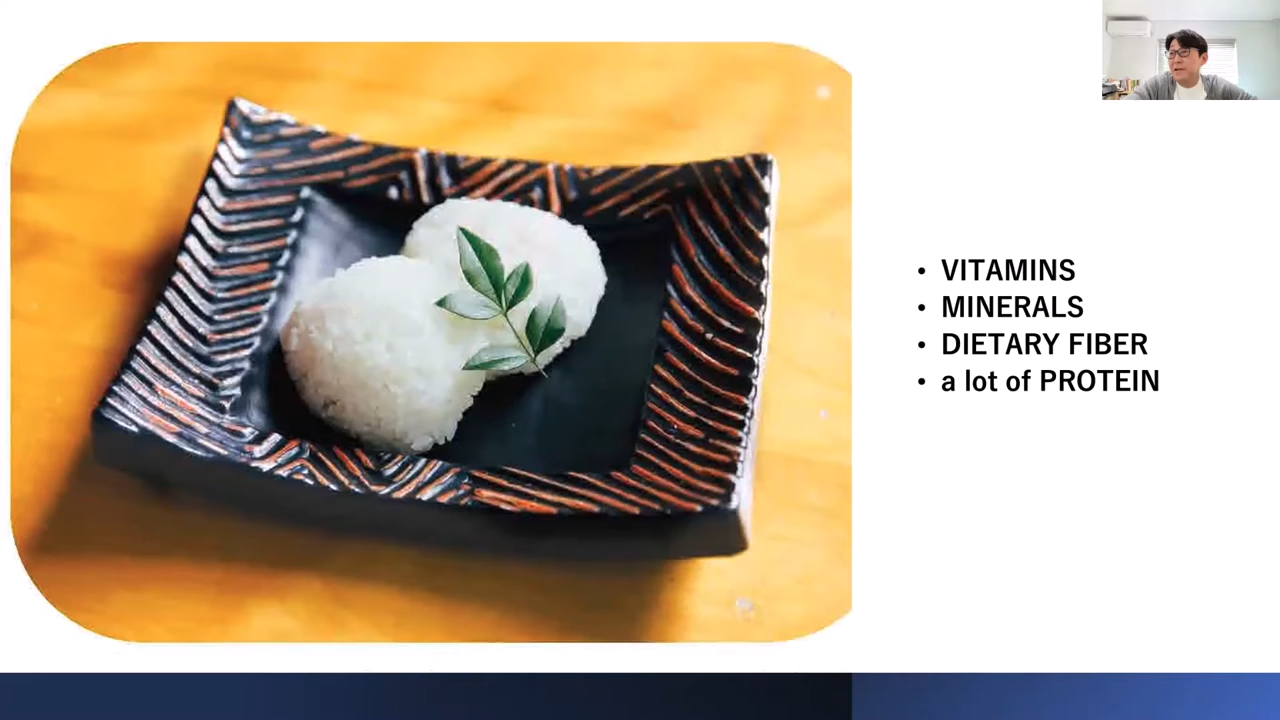 • VITAMINS
• MINERALS
• DIETARY FIBER
• a lot of PROTEIN